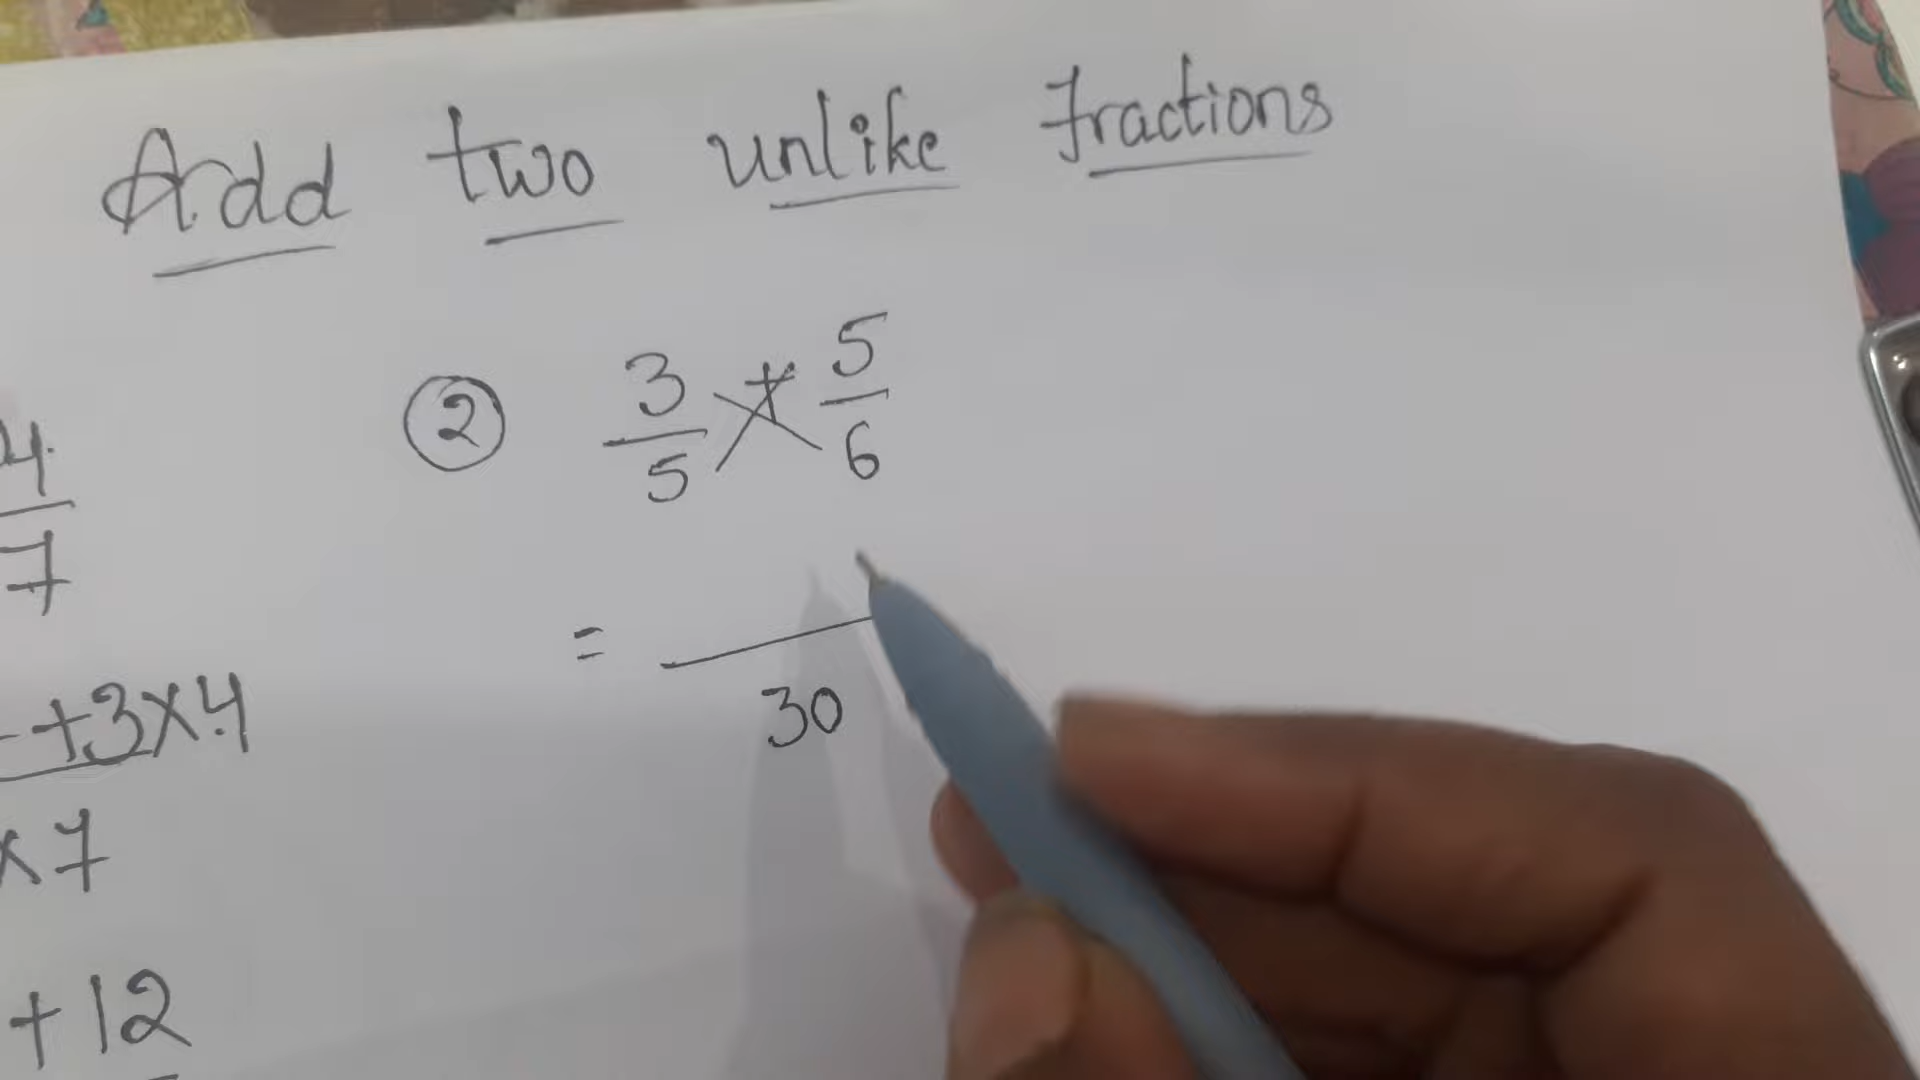 Add two unlike fractions
② 3/5 + 5/6
= /30
4/7
+3×4
×7
+12